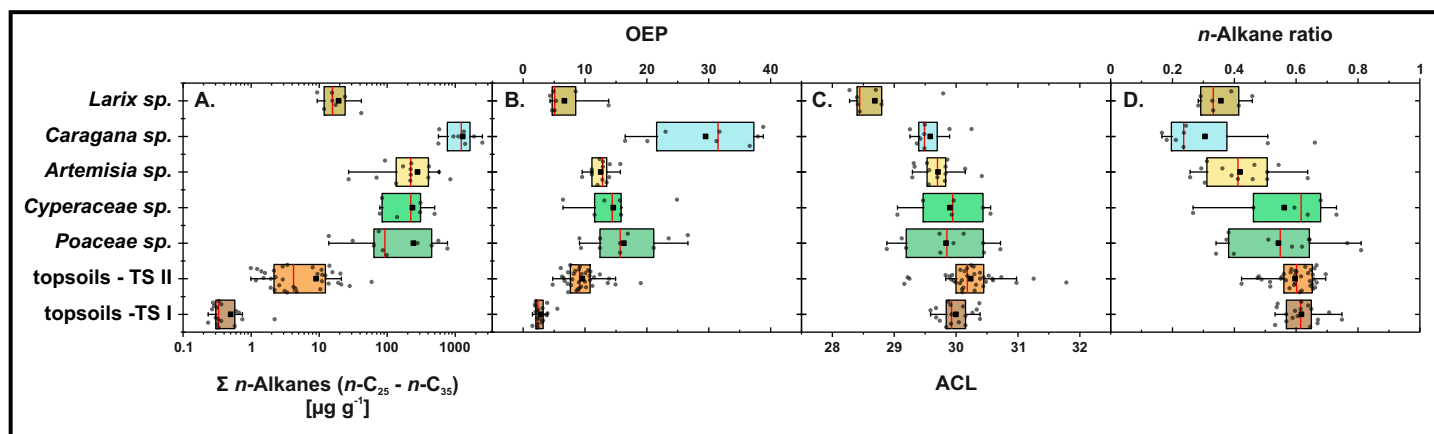 OEP
n-Alkane ratio
0 10 20 30 40
0 0.2 0.4 0.6 0.8 1
A. B. C. D.
Larix sp.
Caragana sp.
Artemisia sp.
Cyperaceae sp.
Poaceae sp.
topsoils - TS II
topsoils -TS I
0.1 1 10 100 1000
28 29 30 31 32
Σ n-Alkanes (n-C₂₅ - n-C₃₅)
[µg g⁻¹]
ACL